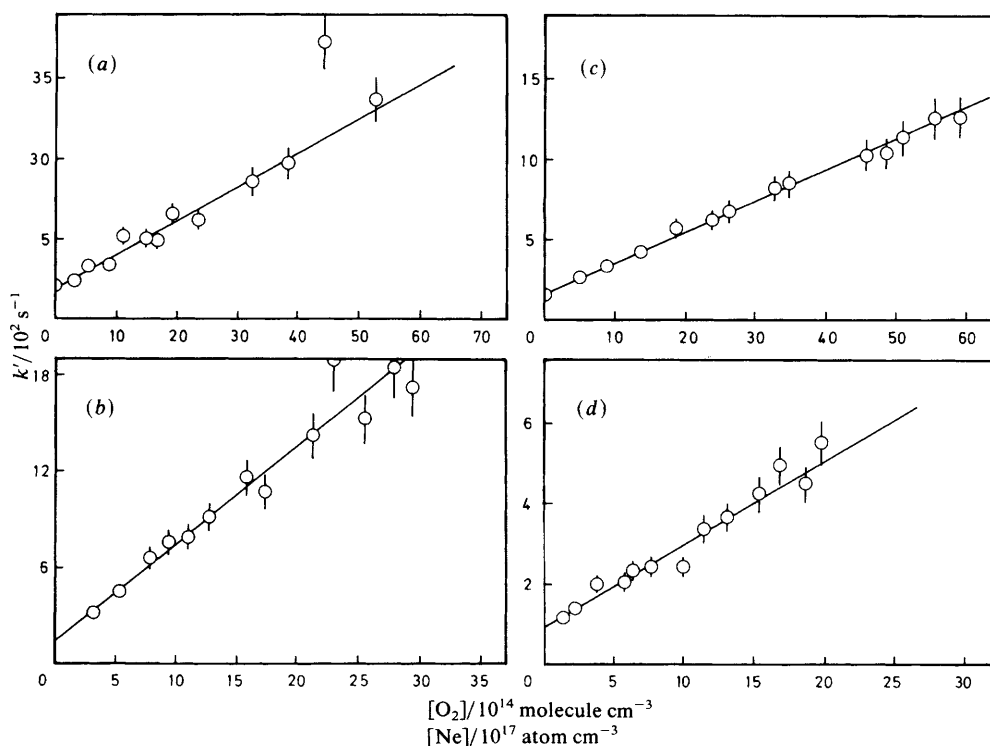 (a)
35
30
5
0 10 20 30 40 50 60 70
(c)
15
10
5
0 10 20 30 40 50 60
k′/10² s⁻¹
(b)
18
12
6
0 5 10 15 20 25 30 35
(d)
6
4
2
0 5 10 15 20 25 30
[O₂]/10¹⁴ molecule cm⁻³
[Ne]/10¹⁷ atom cm⁻³